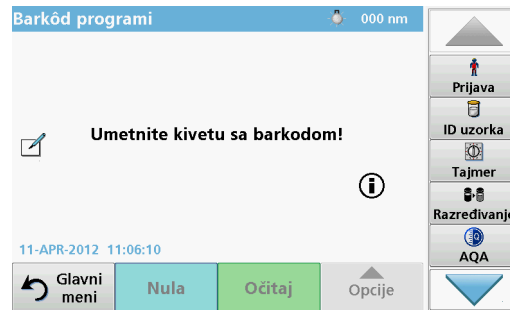 Barkôd programi
000 nm
Umetnite kivetu sa barkodom!
11-APR-2012 11:06:10
Glavni
meni
Nula
Očitaj
Opcije
Prijava
ID uzorka
Tajmer
Razređivanje
AQA